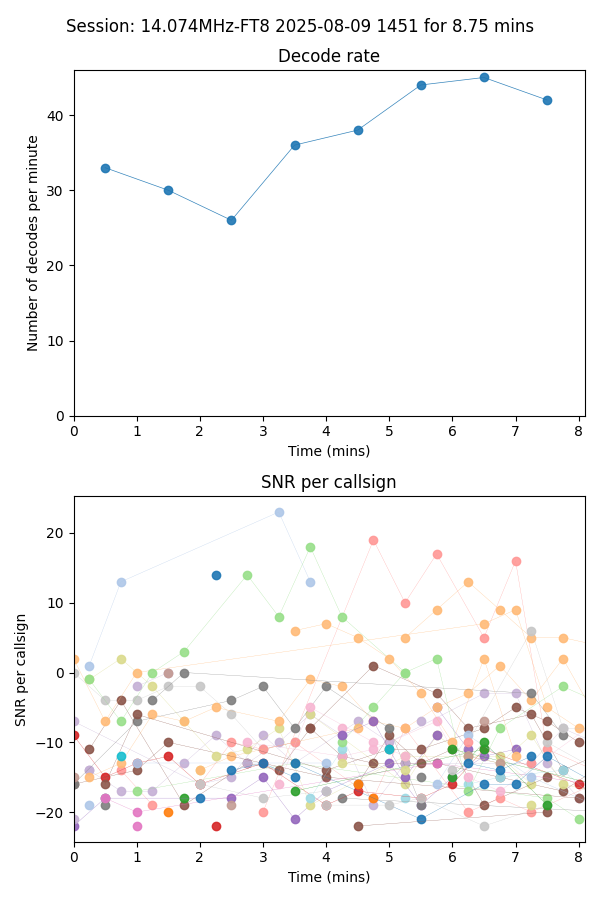 Session: 14.074MHz-FT8 2025-08-09 1451 for 8.75 mins
Decode rate
40
30
20
10
0
Number of decodes per minute
0 1 2 3 4 5 6 7 8
Time (mins)
SNR per callsign
20
10
0
−10
−20
SNR per callsign
0 1 2 3 4 5 6 7 8
Time (mins)